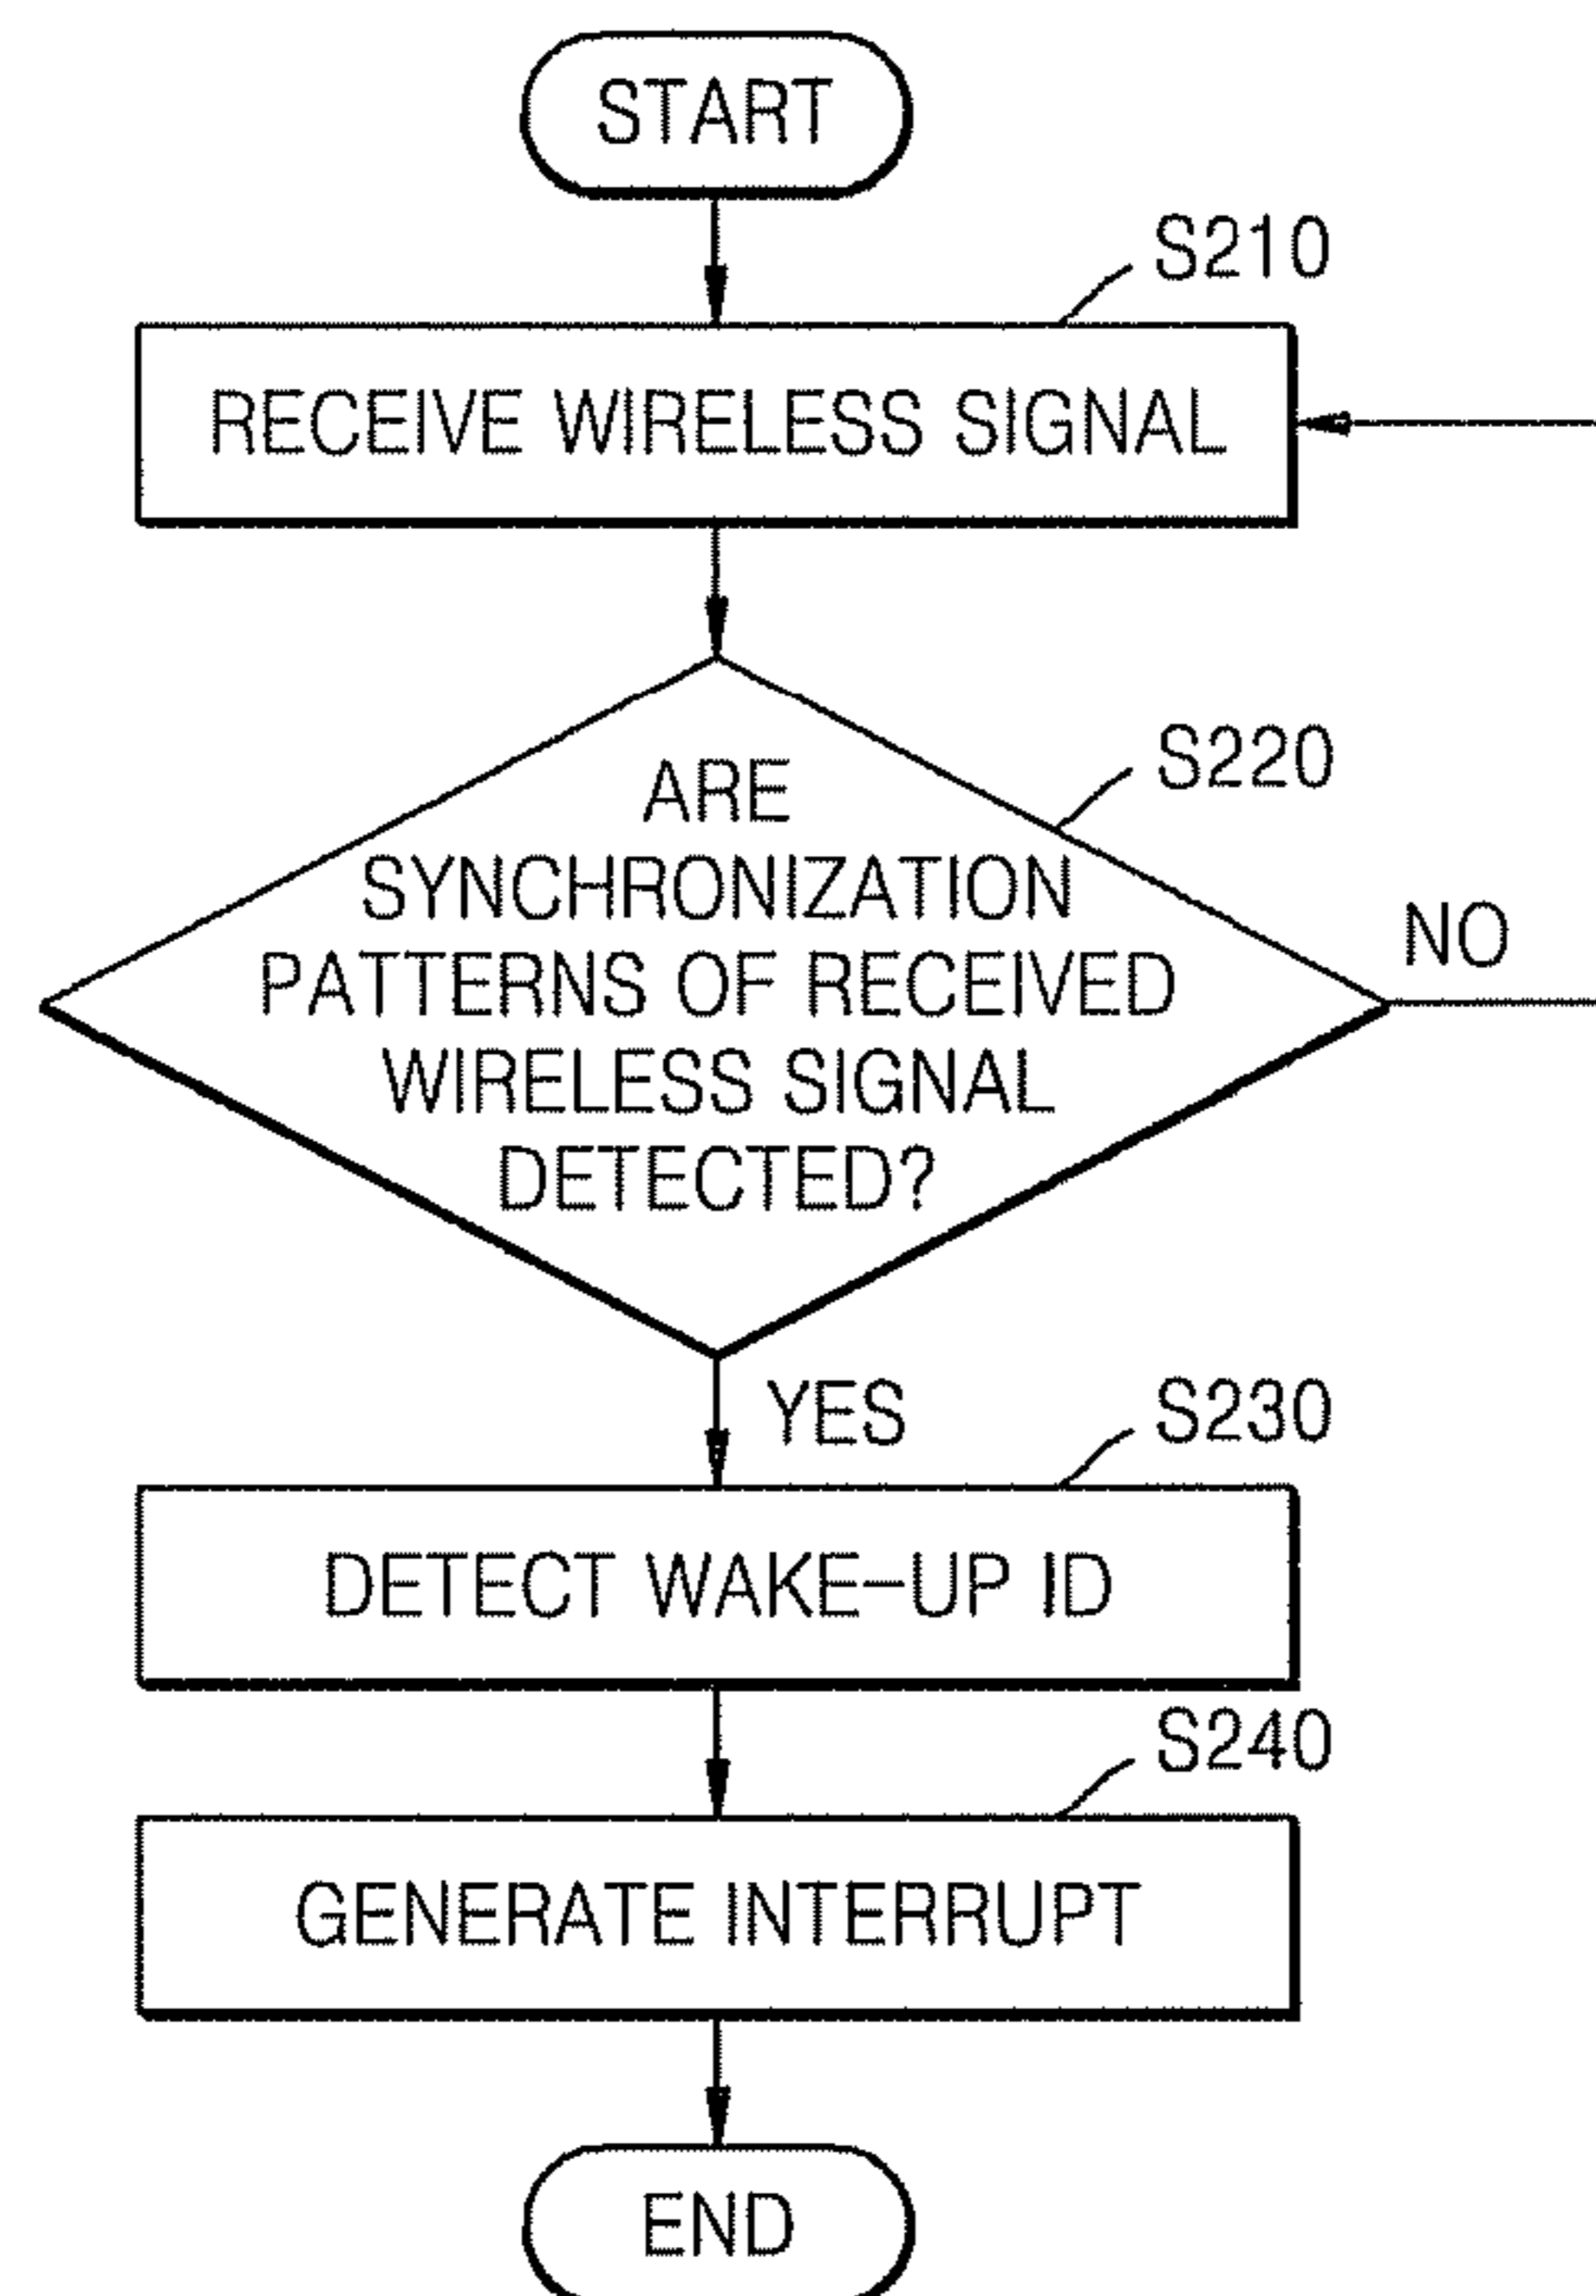 START
S210
RECEIVE WIRELESS SIGNAL
S220
ARE
SYNCHRONIZATION
PATTERNS OF RECEIVED
WIRELESS SIGNAL
DETECTED?
NO
YES
S230
DETECT WAKE-UP ID
S240
GENERATE INTERRUPT
END